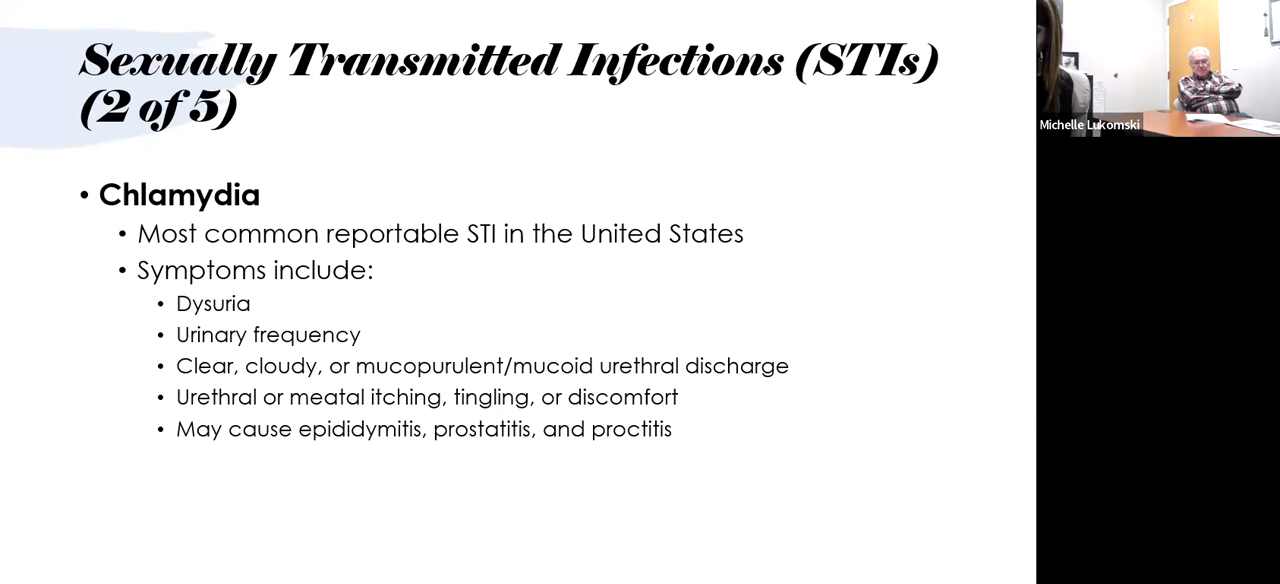 Sexually Transmitted Infections (STIs)
(2 of 5)
• Chlamydia
• Most common reportable STI in the United States
• Symptoms include:
• Dysuria
• Urinary frequency
• Clear, cloudy, or mucopurulent/mucoid urethral discharge
• Urethral or meatal itching, tingling, or discomfort
• May cause epididymitis, prostatitis, and proctitis
Michelle Lukomski